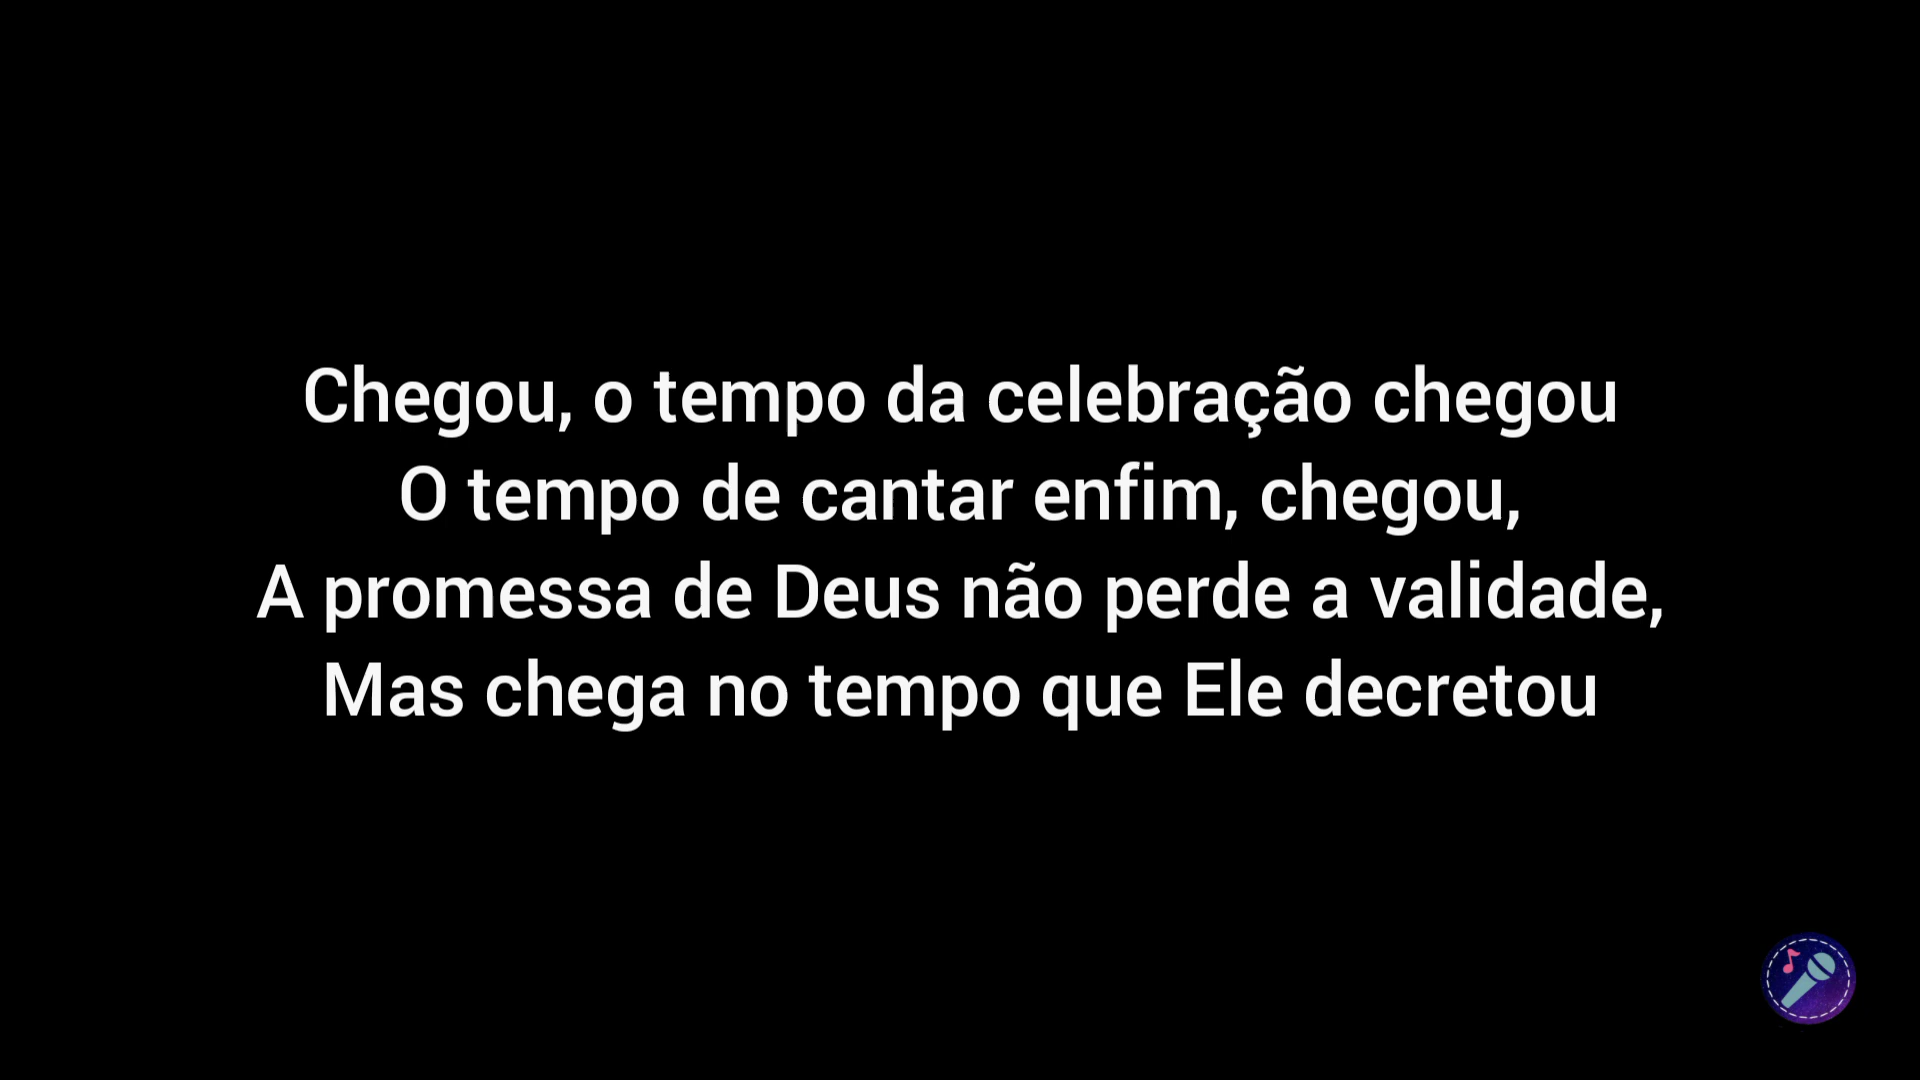 Chegou, o tempo da celebração chegou
O tempo de cantar enfim, chegou,
A promessa de Deus não perde a validade,
Mas chega no tempo que Ele decretou